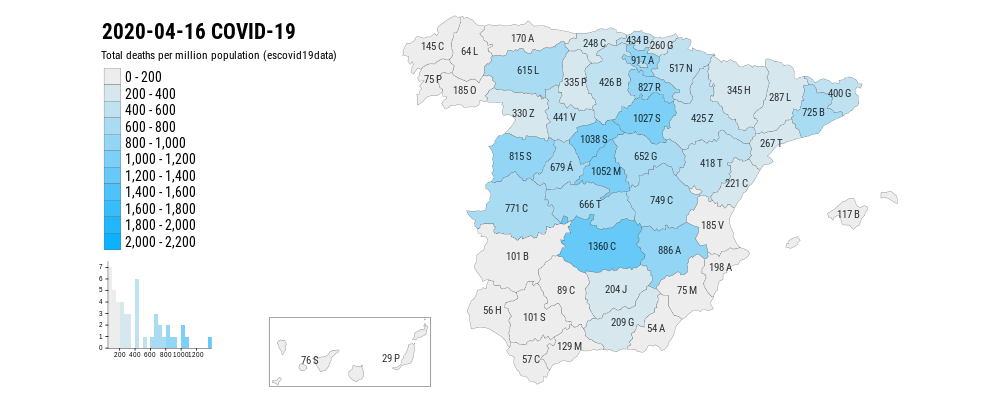 2020-04-16 COVID-19
Total deaths per million population (escovid19data)
0 - 200
200 - 400
400 - 600
600 - 800
800 - 1,000
1,000 - 1,200
1,200 - 1,400
1,400 - 1,600
1,600 - 1,800
1,800 - 2,000
2,000 - 2,200
7
6
5
4
3
2
1
0
200 400 600 800 1000 1200
145 C
64 L
170 A
248 C
434 B
260 G
917 A
517 N
75 P
185 O
615 L
335 P
426 B
827 R
345 H
287 L
400 G
725 B
330 Z
441 V
1027 S
425 Z
267 T
1038 S
815 S
679 Á
1052 M
652 G
418 T
221 C
771 C
666 T
749 C
185 V
117 B
101 B
1360 C
886 A
198 A
56 H
89 C
204 J
75 M
101 S
209 G
54 A
129 M
57 C
76 S
29 P